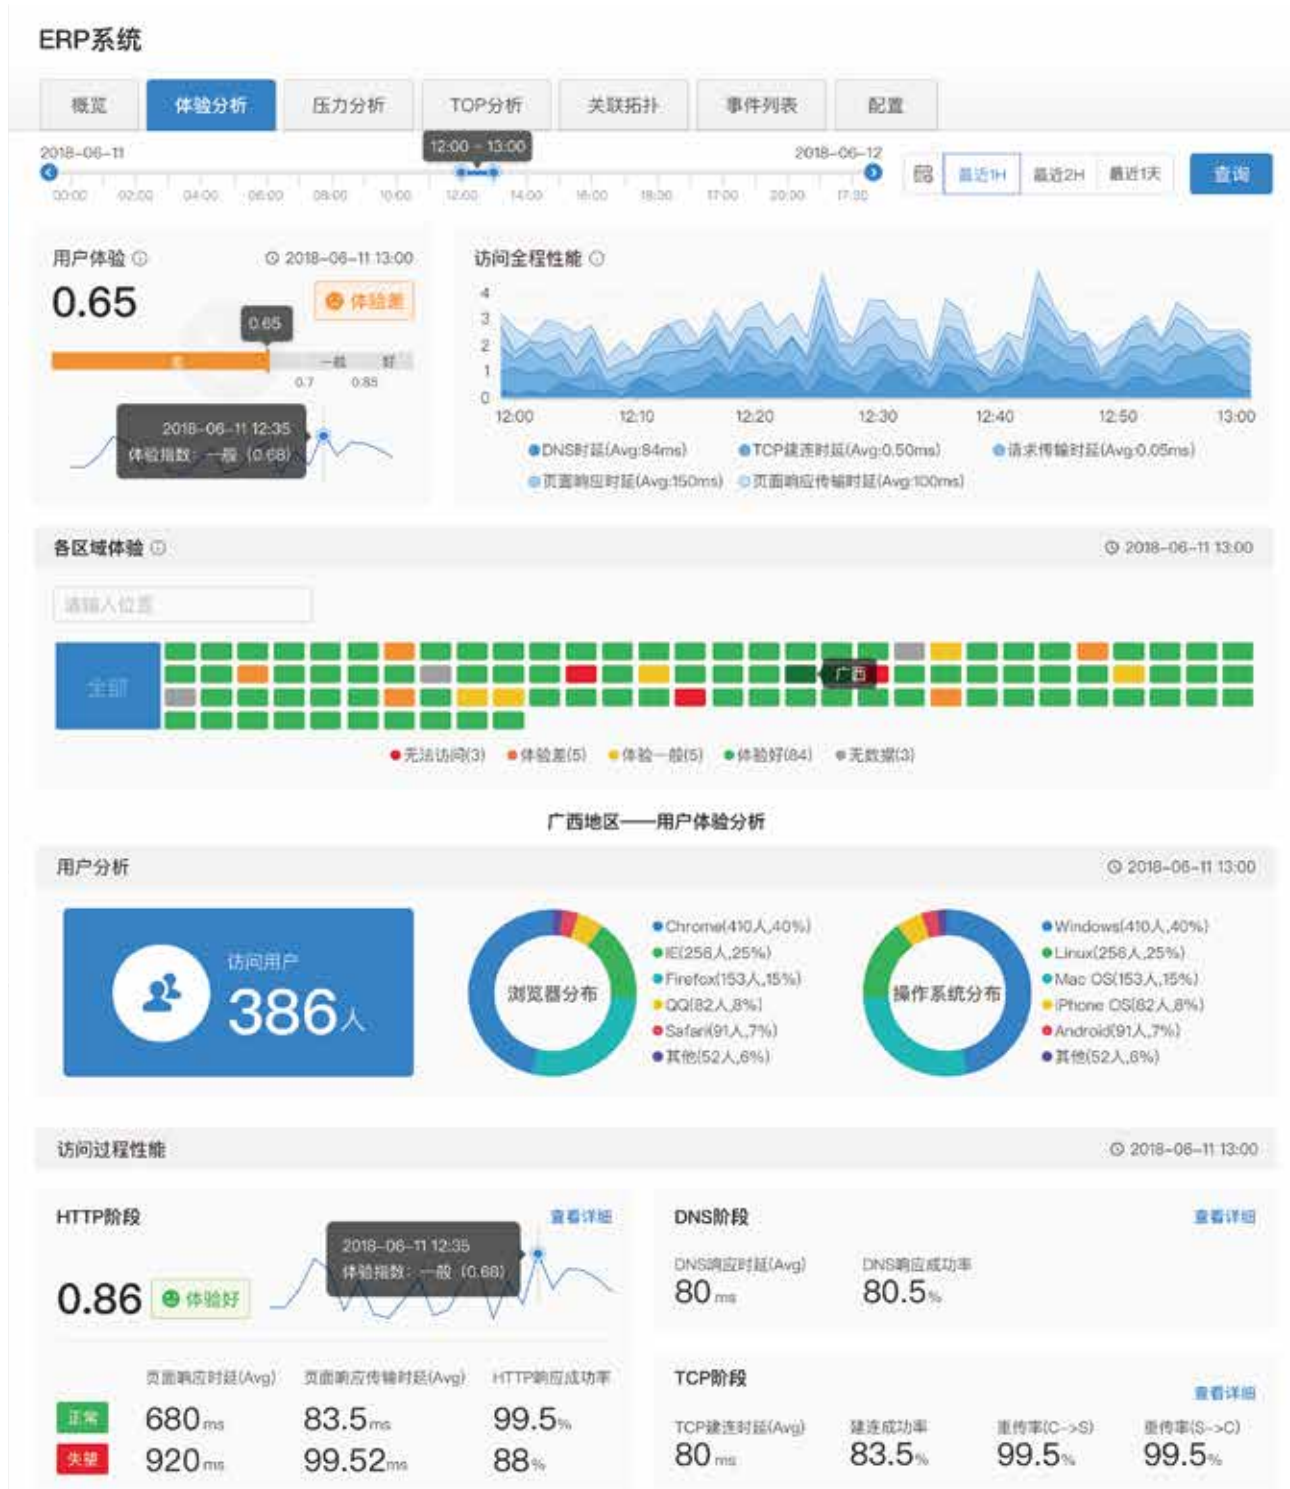 ERP系统
概览 体验分析 压力分析 TOP分析 关联拓扑 事件列表 配置
2018-06-11 12:00 - 13:00 2018-06-12
00:00 02:00 04:00 06:00 08:00 10:00 12:00 14:00 16:00 18:00 17:00 20:00 17:30
最近1H 最近2H 最近1天 查询
用户体验 2018-06-11 13:00
0.65 体验差
0.65
差 一般 好
0.7 0.85
2018-06-11 12:35
体验指数：一般 (0.68)
访问全程性能
4
3
2
1
0
12:00 12:10 12:20 12:30 12:40 12:50 13:00
DNS时延(Avg:84ms) TCP建连时延(Avg:0.50ms) 请求传输时延(Avg:0.05ms)
页面响应时延(Avg:150ms) 页面响应传输时延(Avg:100ms)
各区域体验 2018-06-11 13:00
请输入位置
全部
广西
无法访问(3) 体验差(5) 体验一般(5) 体验好(84) 无数据(3)
广西地区——用户体验分析
用户分析 2018-06-11 13:00
访问用户
386人
浏览器分布
Chrome(410人,40%)
IE(256人,25%)
Firefox(153人,15%)
QQ(82人,8%)
Safari(91人,7%)
其他(52人,6%)
操作系统分布
Windows(410人,40%)
Linux(256人,25%)
Mac OS(153人,15%)
iPhone OS(82人,8%)
Android(91人,7%)
其他(52人,6%)
访问过程性能 2018-06-11 13:00
HTTP阶段 查看详细
2018-06-11 12:35
体验指数：一般 (0.68)
0.86 体验好
页面响应时延(Avg) 页面响应传输时延(Avg) HTTP响应成功率
正常 680ms 83.5ms 99.5%
失望 920ms 99.52ms 88%
DNS阶段 查看详细
DNS响应时延(Avg) DNS响应成功率
80ms 80.5%
TCP阶段 查看详细
TCP建连时延(Avg) 建连成功率 重传率(C->S) 重传率(S->C)
80ms 83.5% 99.5% 99.5%